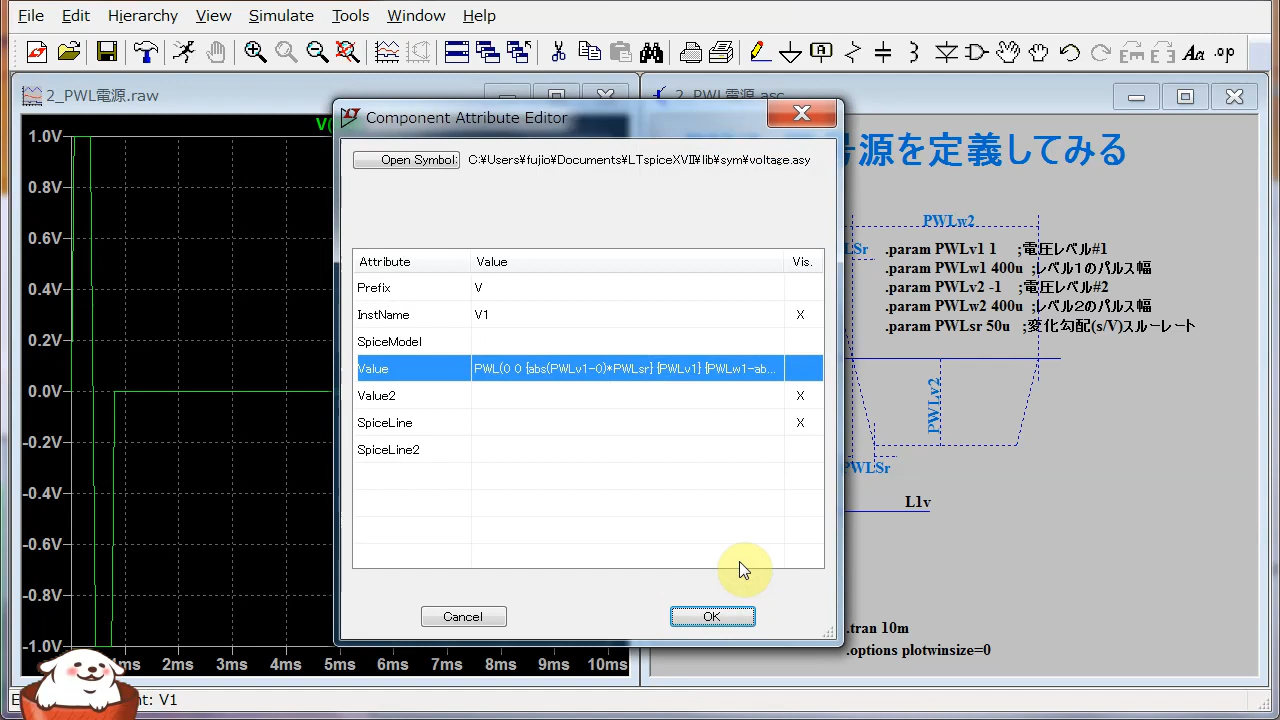 File Edit Hierarchy View Simulate Tools Window Help
Aa .op
2_PWL電源.raw
2_PWL電源.asc
Component Attribute Editor
Open Symbol: C:¥Users¥fujio¥Documents¥LTspiceXVII¥lib¥sym¥voltage.asy
Attribute Value Vis.
Prefix V
InstName V1 X
SpiceModel
Value PWL(0 0 {abs(PWLv1-0)*PWLsr} {PWLv1} {PWLw1-ab...
Value2 X
SpiceLine X
SpiceLine2
Cancel OK
V(
1.0V
0.8V
0.6V
0.4V
0.2V
0.0V
-0.2V
-0.4V
-0.6V
-0.8V
-1.0V
1ms 2ms 3ms 4ms 5ms 6ms 7ms 8ms 9ms 10ms
号源を定義してみる
PWLw2
.param PWLv1 1 ;電圧レベル#1
.param PWLw1 400u ;レベル1のパルス幅
.param PWLv2 -1 ;電圧レベル#2
.param PWLw2 400u ;レベル2のパルス幅
.param PWLsr 50u ;変化勾配(s/V)スルーレート
PWLv2
PWLSr
L1v
.tran 10m
.options plotwinsize=0
t: V1